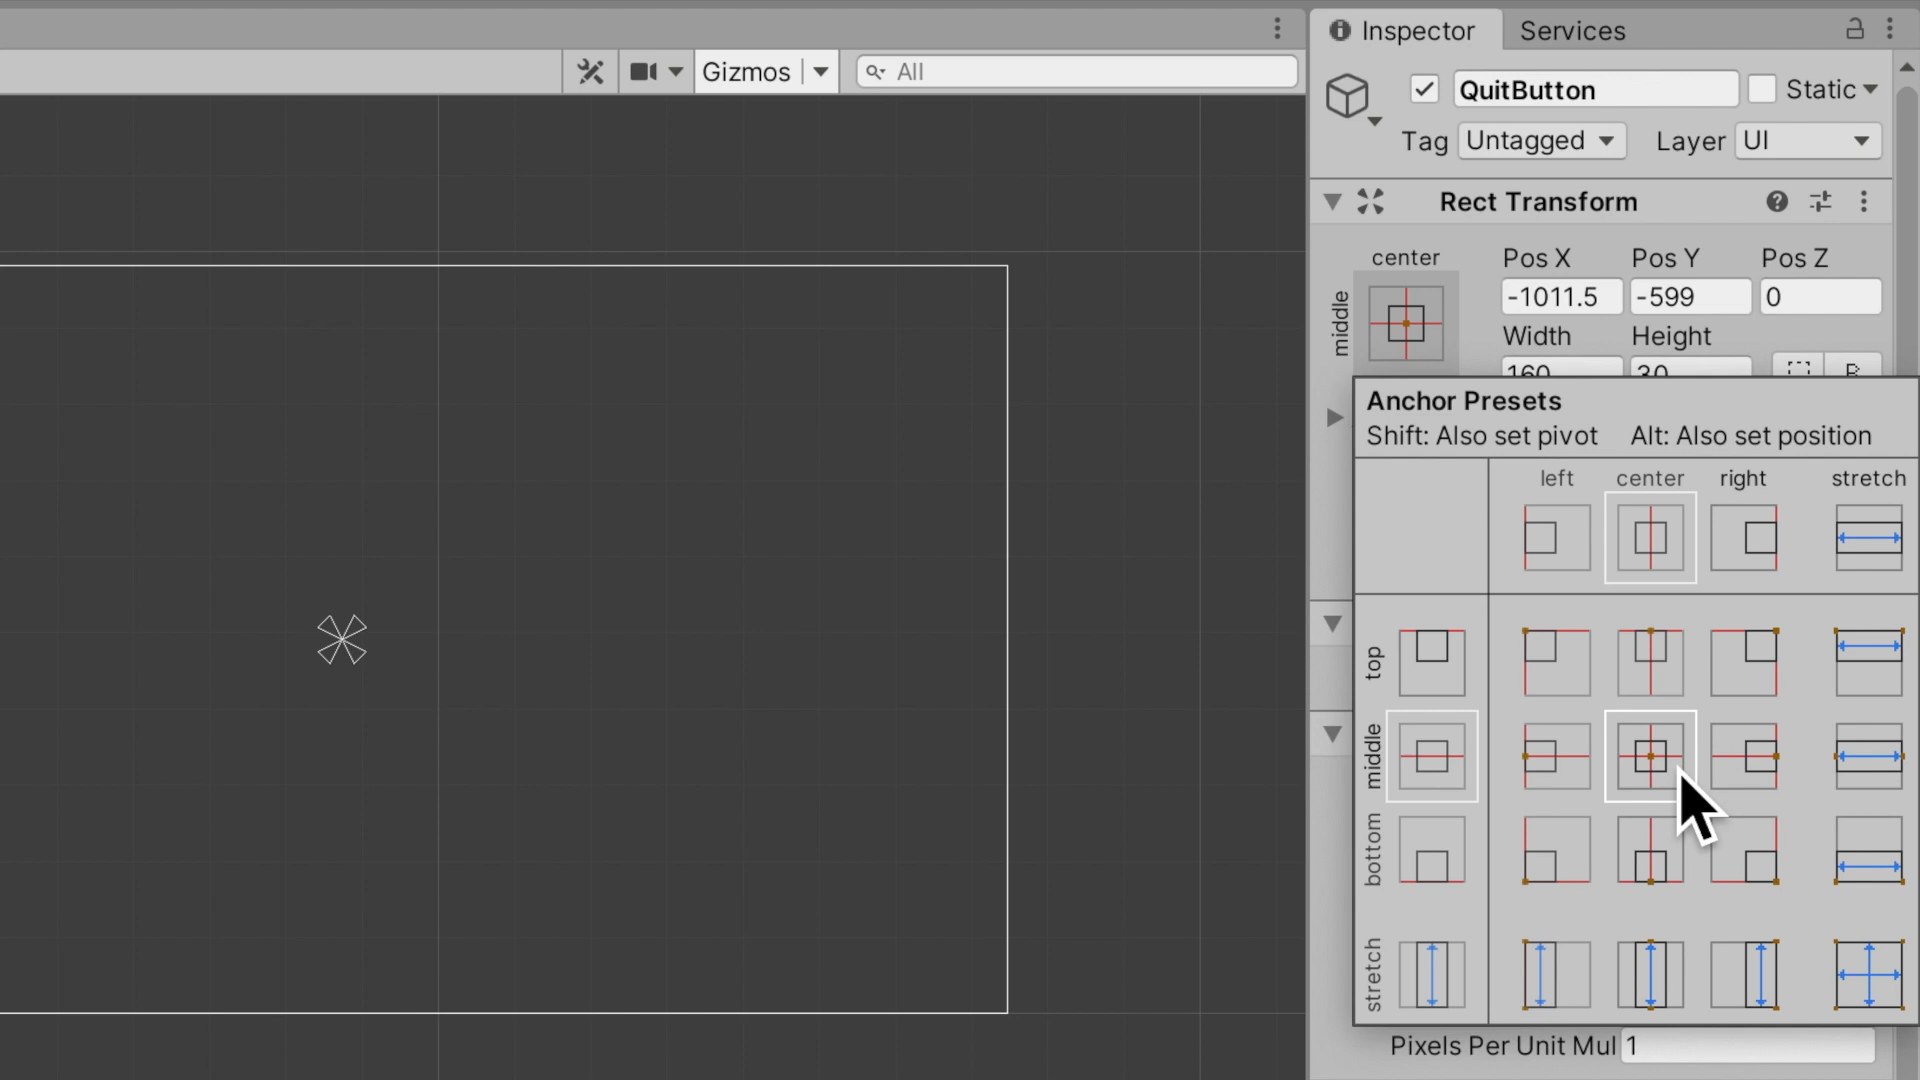 Inspector
Services
Gizmos
All
QuitButton
Static
Tag Untagged
Layer UI
Rect Transform
center
Pos X
Pos Y
Pos Z
middle
-1011.5
-599
0
Width
Height
160
30
R
Anchor Presets
Shift: Also set pivot
Alt: Also set position
left
center
right
stretch
top
middle
bottom
stretch
Pixels Per Unit Mul 1